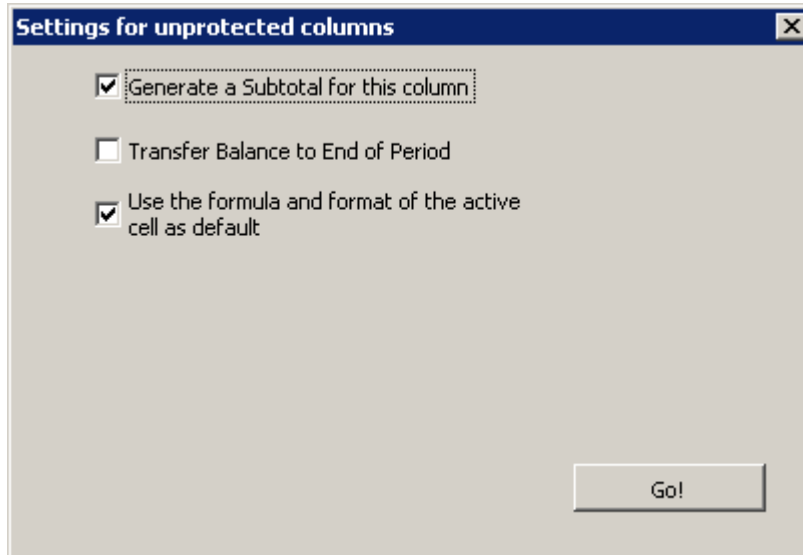 Settings for unprotected columns
Generate a Subtotal for this column
Transfer Balance to End of Period
Use the formula and format of the active
cell as default
Go!